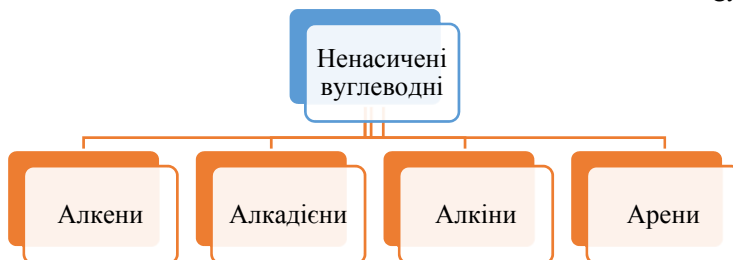 Ненасичені
вуглеводні
Алкени
Алкадієни
Алкіни
Арени